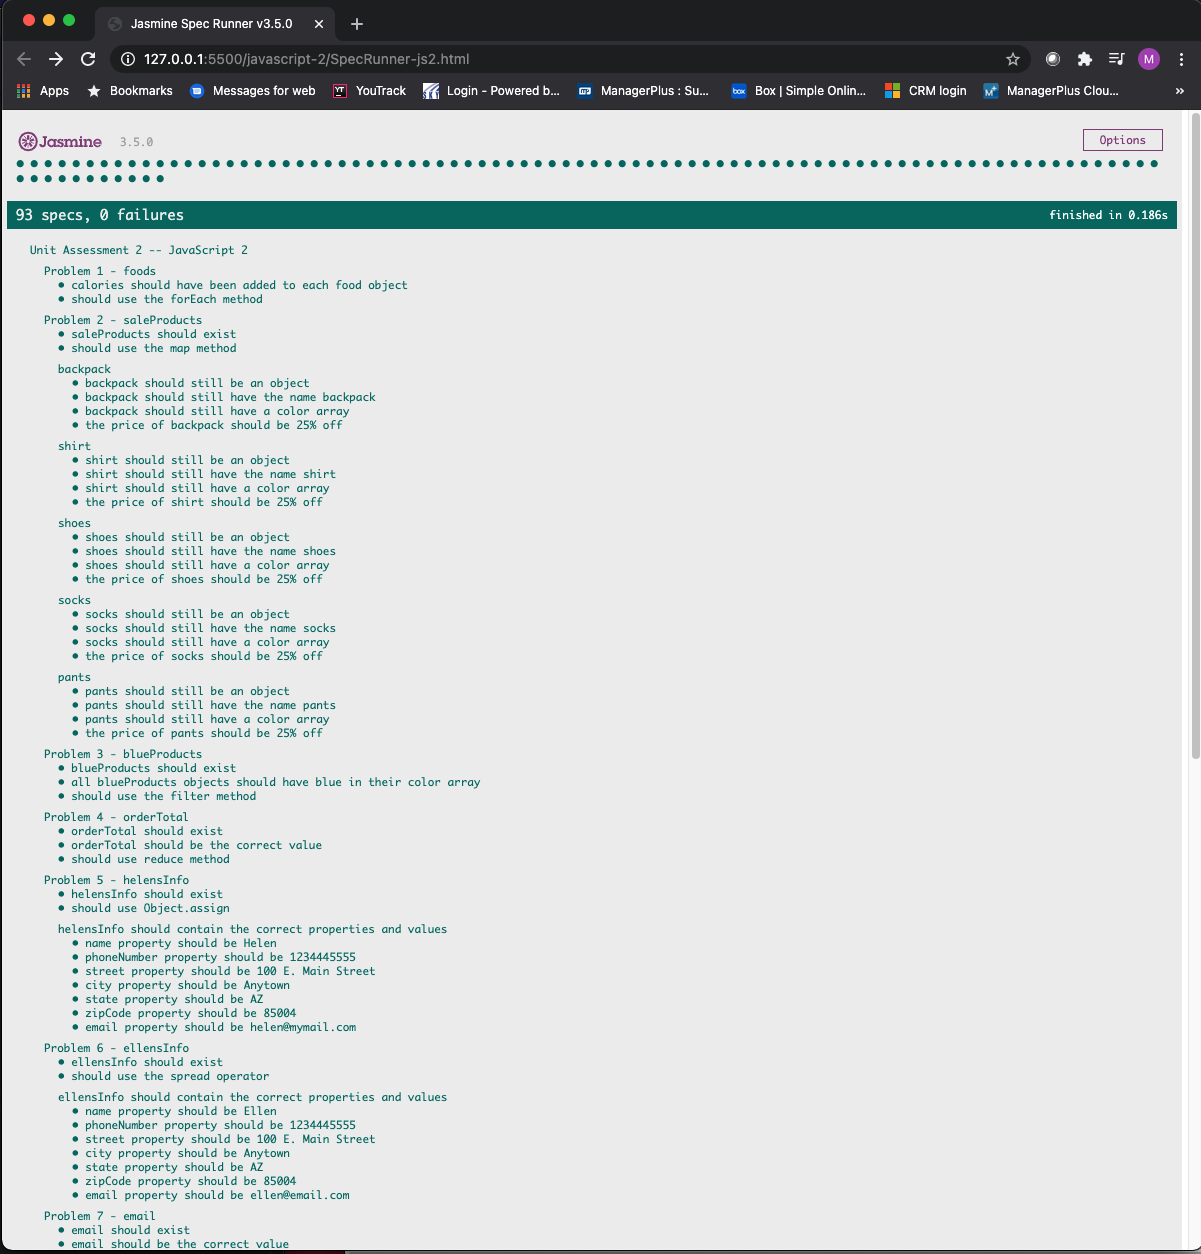 Jasmine Spec Runner v3.5.0
127.0.0.1:5500/javascript-2/SpecRunner-js2.html
M
Apps Bookmarks Messages for web YouTrack Login - Powered b... ManagerPlus : Su... Box | Simple Onlin... CRM login ManagerPlus Clou... »
Jasmine 3.5.0 Options
93 specs, 0 failures finished in 0.186s
Unit Assessment 2 -- JavaScript 2
Problem 1 - foods
• calories should have been added to each food object
• should use the forEach method
Problem 2 - saleProducts
• saleProducts should exist
• should use the map method
backpack
• backpack should still be an object
• backpack should still have the name backpack
• backpack should still have a color array
• the price of backpack should be 25% off
shirt
• shirt should still be an object
• shirt should still have the name shirt
• shirt should still have a color array
• the price of shirt should be 25% off
shoes
• shoes should still be an object
• shoes should still have the name shoes
• shoes should still have a color array
• the price of shoes should be 25% off
socks
• socks should still be an object
• socks should still have the name socks
• socks should still have a color array
• the price of socks should be 25% off
pants
• pants should still be an object
• pants should still have the name pants
• pants should still have a color array
• the price of pants should be 25% off
Problem 3 - blueProducts
• blueProducts should exist
• all blueProducts objects should have blue in their color array
• should use the filter method
Problem 4 - orderTotal
• orderTotal should exist
• orderTotal should be the correct value
• should use reduce method
Problem 5 - helensInfo
• helensInfo should exist
• should use Object.assign
helensInfo should contain the correct properties and values
• name property should be Helen
• phoneNumber property should be 1234445555
• street property should be 100 E. Main Street
• city property should be Anytown
• state property should be AZ
• zipCode property should be 85004
• email property should be helen@mymail.com
Problem 6 - ellensInfo
• ellensInfo should exist
• should use the spread operator
ellensInfo should contain the correct properties and values
• name property should be Ellen
• phoneNumber property should be 1234445555
• street property should be 100 E. Main Street
• city property should be Anytown
• state property should be AZ
• zipCode property should be 85004
• email property should be ellen@email.com
Problem 7 - email
• email should exist
• email should be the correct value